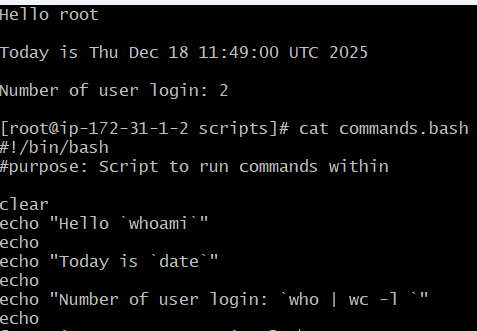 Hello root
Today is Thu Dec 18 11:49:00 UTC 2025
Number of user login: 2
[root@ip-172-31-1-2 scripts]# cat commands.bash
#!/bin/bash
#purpose: Script to run commands within
clear
echo "Hello `whoami`"
echo
echo "Today is `date`"
echo
echo "Number of user login: `who | wc -l `"
echo